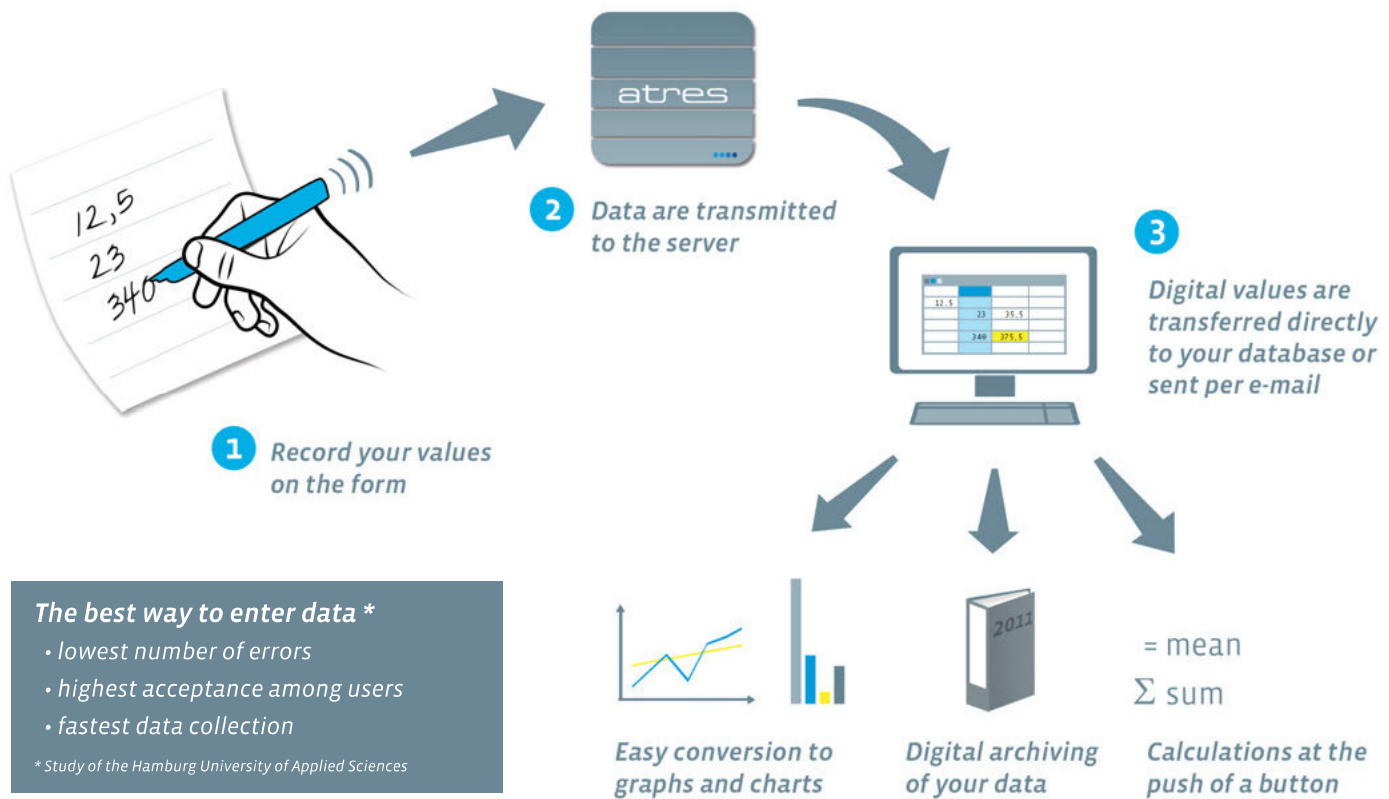 12,5
23
340
1 Record your values
on the form
atres
2 Data are transmitted
to the server
12,5
23 35,5
340 375,5
3
Digital values are
transferred directly
to your database or
sent per e-mail
The best way to enter data *
• lowest number of errors
• highest acceptance among users
• fastest data collection
* Study of the Hamburg University of Applied Sciences
Easy conversion to
graphs and charts
2011
Digital archiving
of your data
= mean
Σ sum
Calculations at the
push of a button